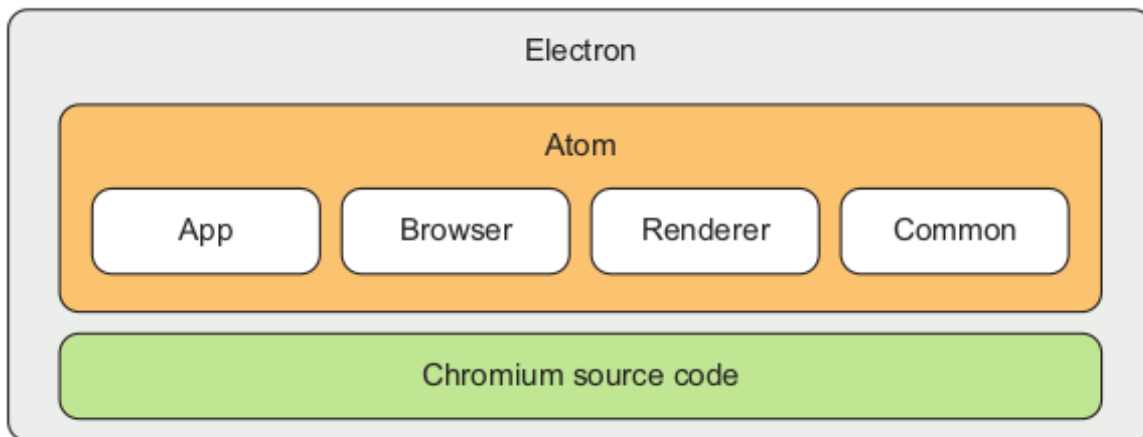 Electron
Atom
App Browser Renderer Common
Chromium source code